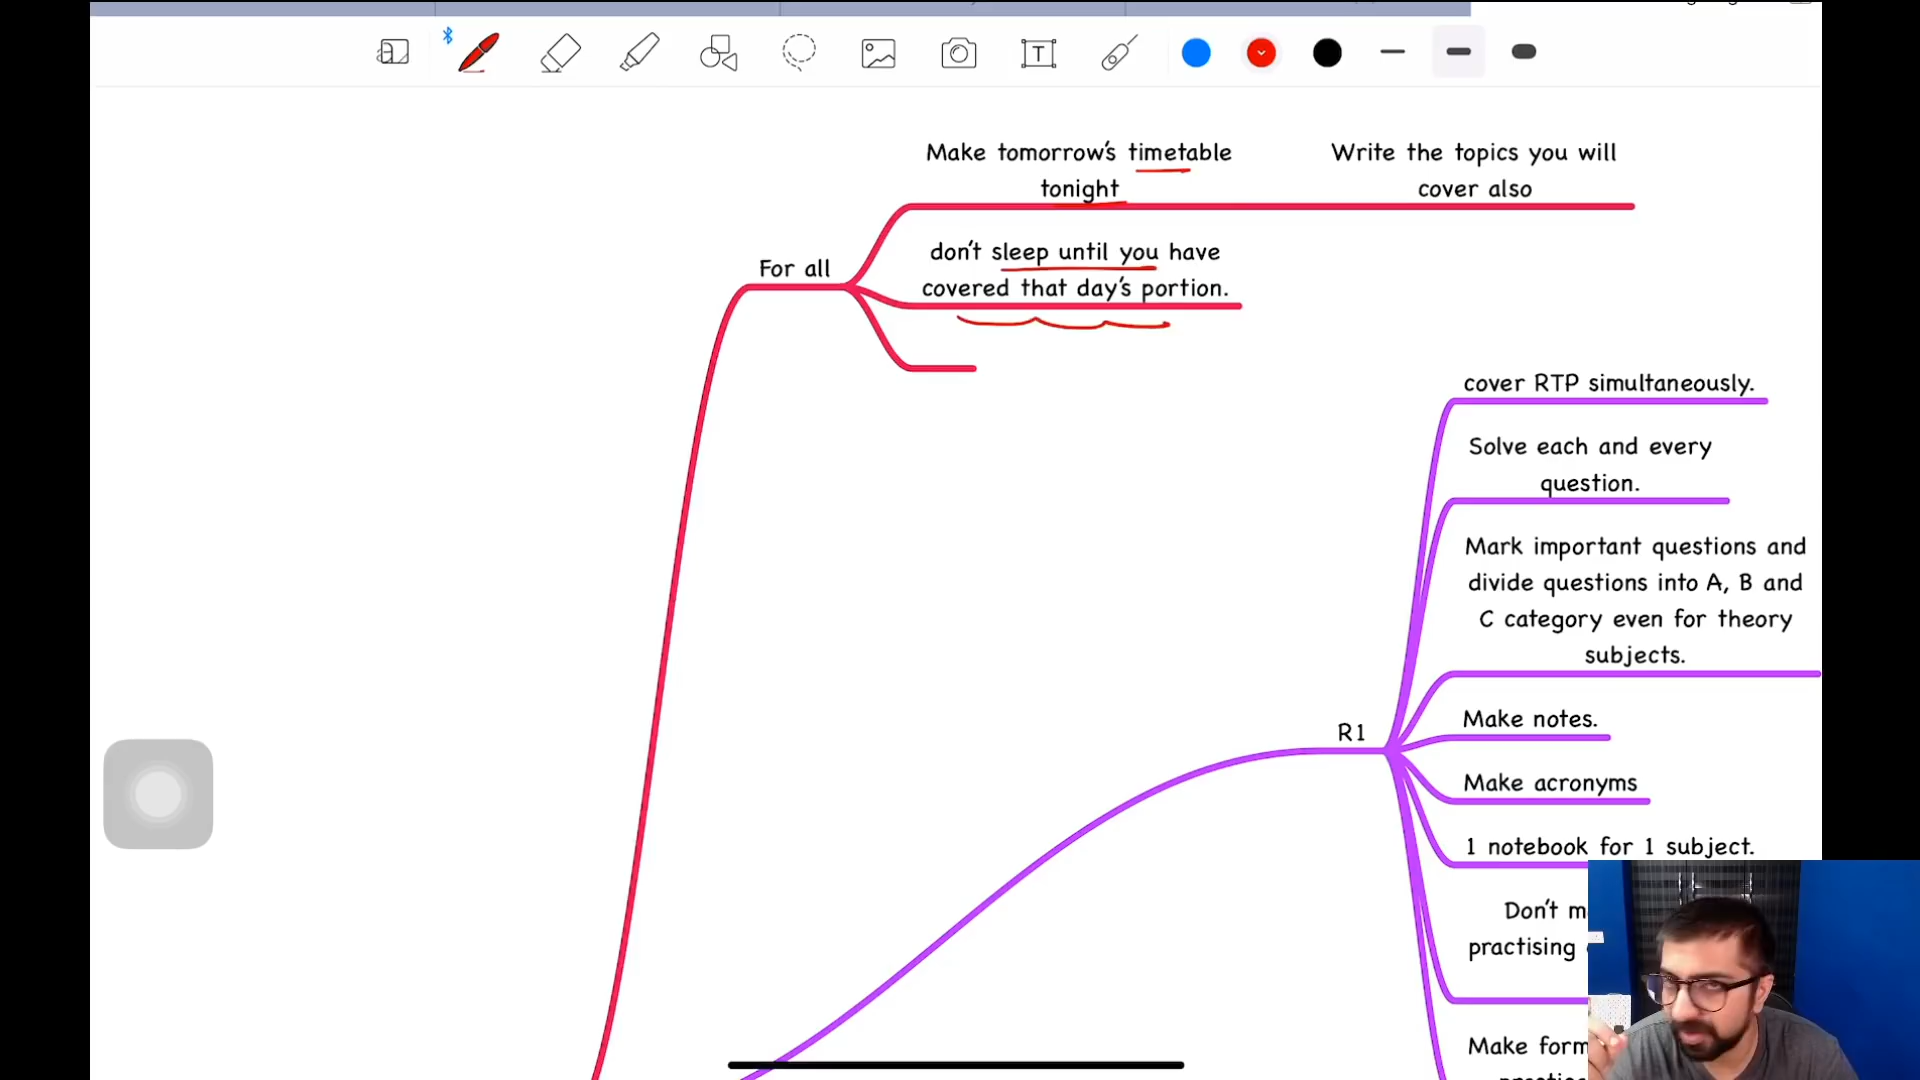 Make tomorrow's timetable
tonight
Write the topics you will
cover also
For all
don't sleep until you have
covered that day's portion.
cover RTP simultaneously.
Solve each and every
question.
Mark important questions and
divide questions into A, B and
C category even for theory
subjects.
R1
Make notes.
Make acronyms
1 notebook for 1 subject.
Don't m
practising
Make form